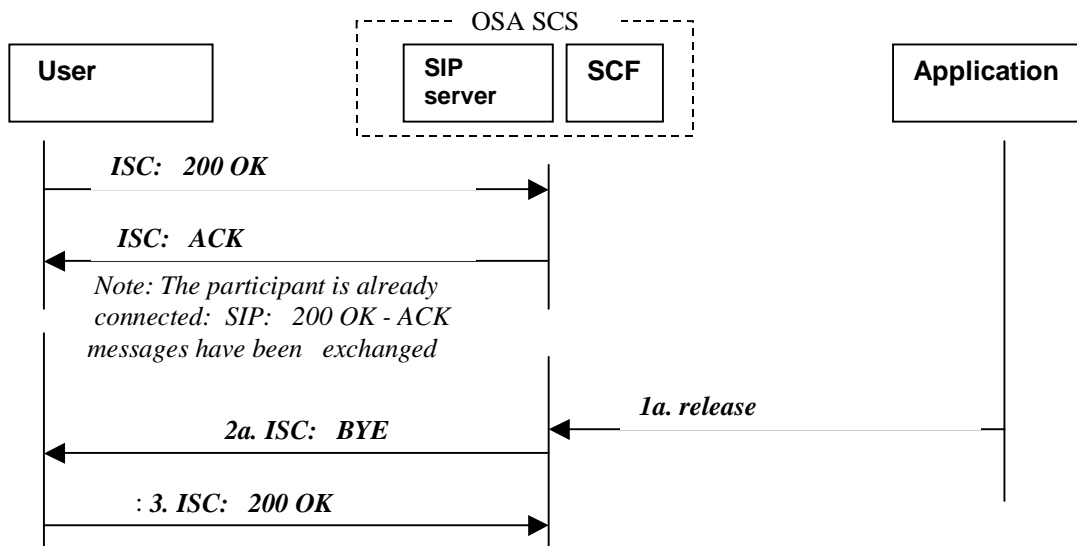 OSA SCS
User
SIP
server
SCF
Application
ISC: 200 OK
ISC: ACK
Note: The participant is already
connected: SIP: 200 OK - ACK
messages have been exchanged
1a. release
2a. ISC: BYE
: 3. ISC: 200 OK